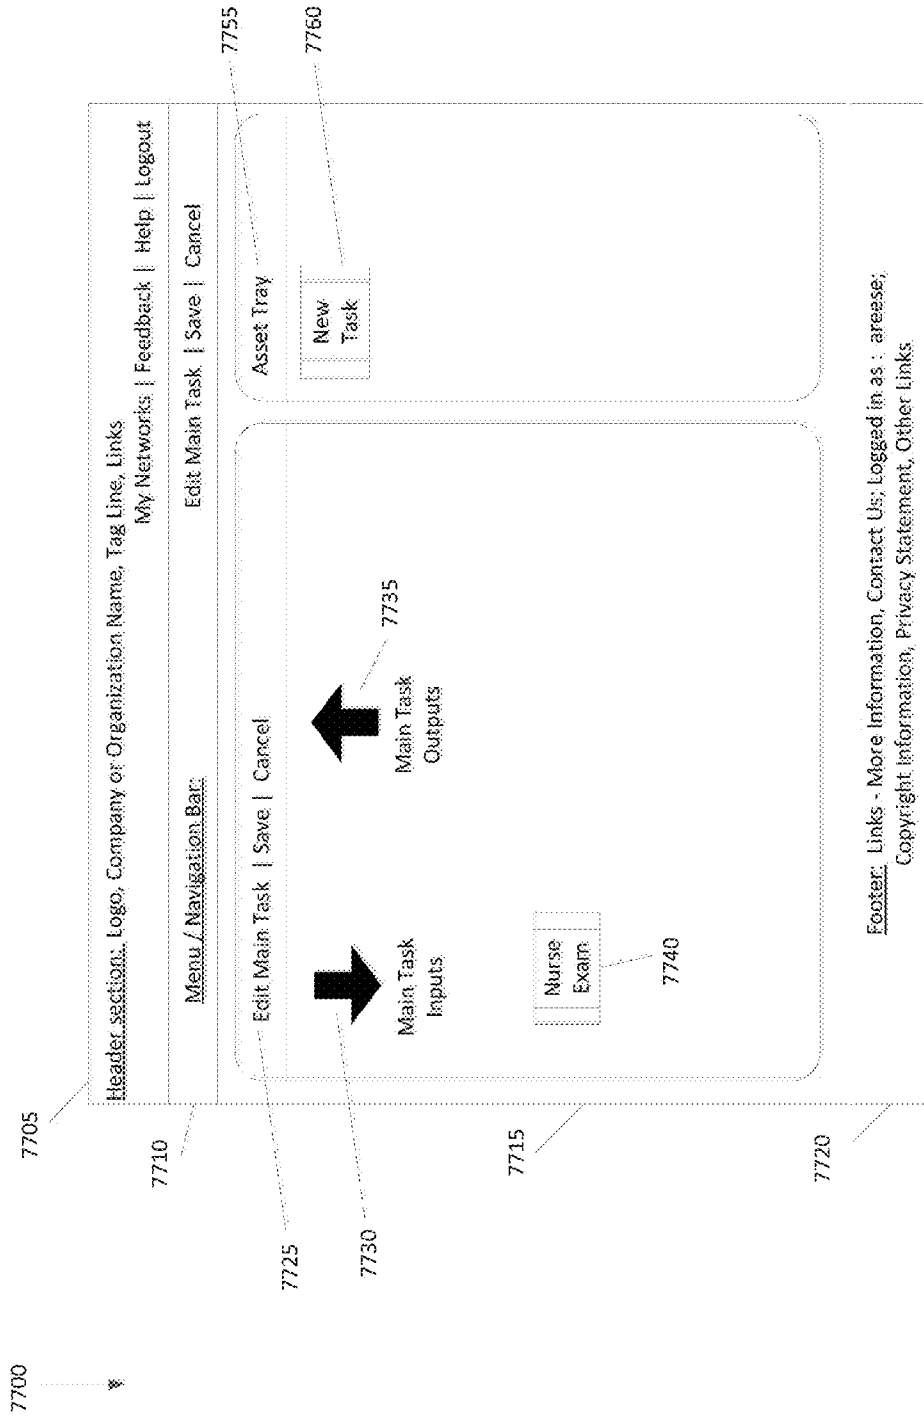 7700
7705
Header section: Logo, Company or Organization Name, Tag Line, Links
My Networks | Feedback | Help | Logout
7710
Menu / Navigation Bar:
Edit Main Task | Save | Cancel
7725
Edit Main Task | Save | Cancel
Asset Tray
7755
7730
Main Task
Inputs
Main Task
Outputs
7735
New
Task
7760
7715
Nurse
Exam
7740
7720
Footer: Links - More Information, Contact Us; Logged in as : areese;
Copyright Information, Privacy Statement, Other Links